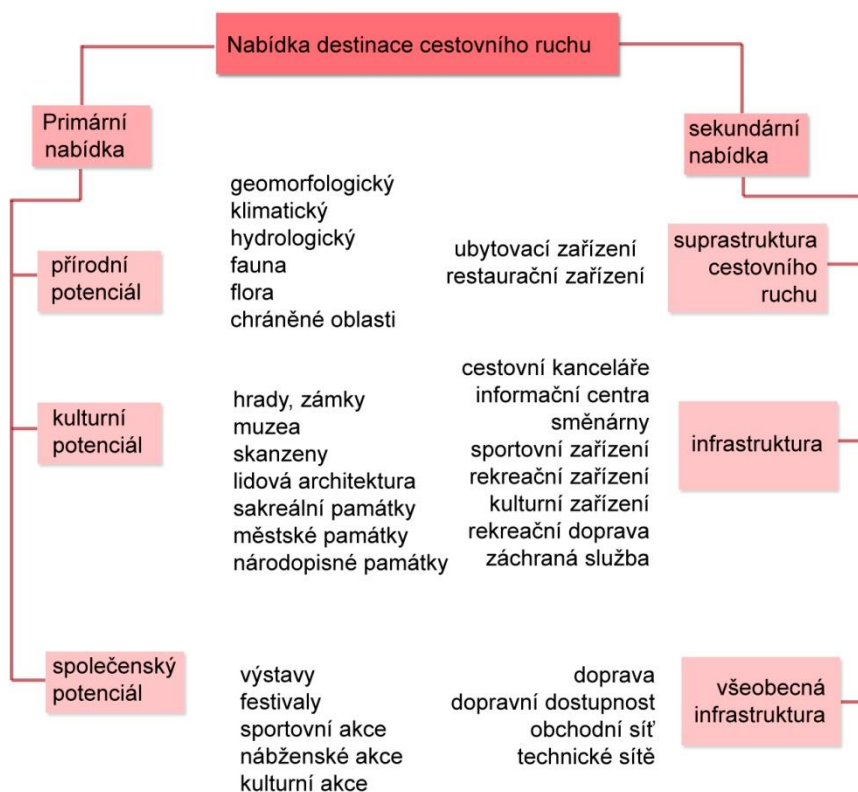 Nabídka destinace cestovního ruchu
Primární
nabídka
sekundární
nabídka
přírodní
potenciál
geomorfologický
klimatický
hydrologický
fauna
flora
chráněné oblasti
ubytovací zařízení
restaurační zařízení
suprastruktura
cestovního
ruchu
kulturní
potenciál
hrady, zámky
muzea
skanzeny
lidová architektura
sakreální památky
městské památky
národopisné památky
cestovní kanceláře
informační centra
směnárny
sportovní zařízení
rekreační zařízení
kulturní zařízení
rekreační doprava
záchraná služba
infrastruktura
společenský
potenciál
výstavy
festivaly
sportovní akce
nábženské akce
kulturní akce
doprava
dopravní dostupnost
obchodní síť
technické sítě
všeobecná
infrastruktura